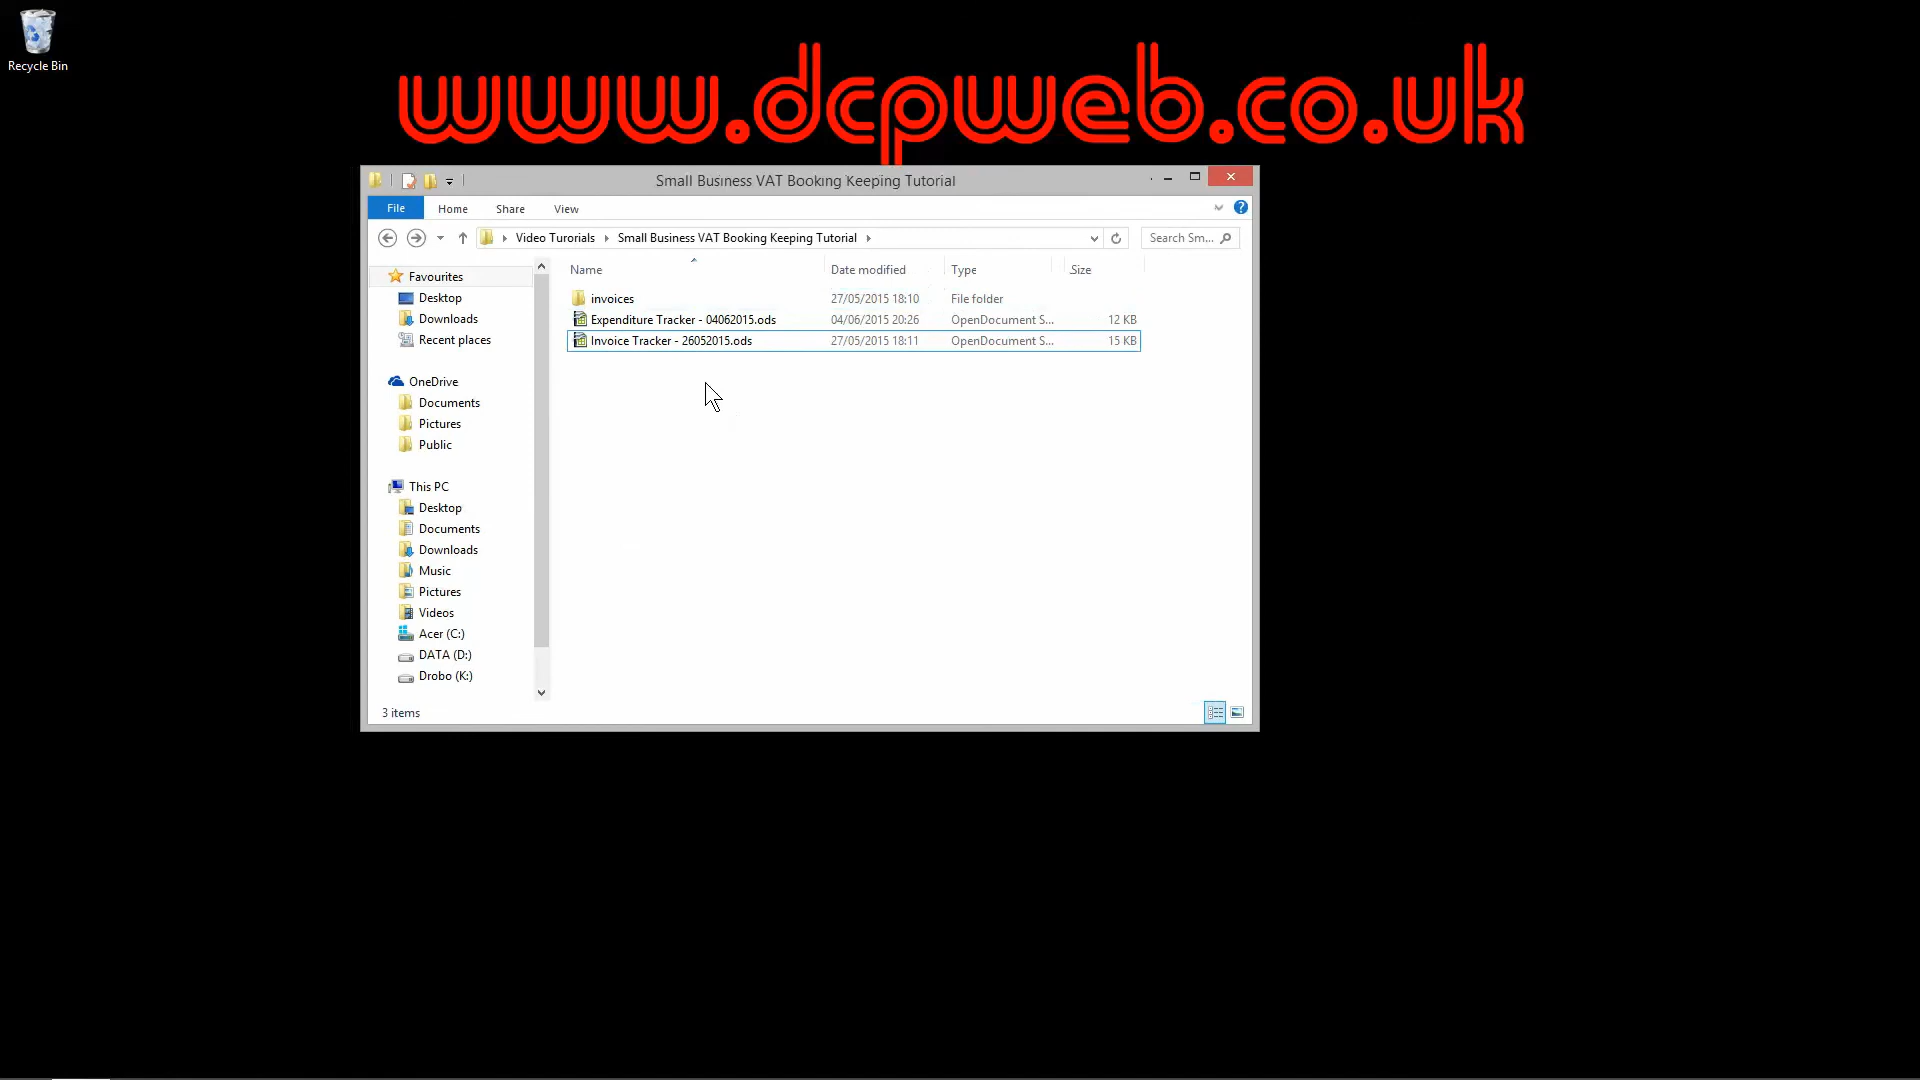 Recycle Bin
www.dcpweb.co.uk
Small Business VAT Booking Keeping Tutorial
File Home Share View
Video Turorials Small Business VAT Booking Keeping Tutorial Search Sm...
Name Date modified Type Size
invoices 27/05/2015 18:10 File folder
Expenditure Tracker - 04062015.ods 04/06/2015 20:26 OpenDocument S... 12 KB
Invoice Tracker - 26052015.ods 27/05/2015 18:11 OpenDocument S... 15 KB
Favourites
Desktop
Downloads
Recent places
OneDrive
Documents
Pictures
Public
This PC
Desktop
Documents
Downloads
Music
Pictures
Videos
Acer (C:)
DATA (D:)
Drobo (K:)
3 items